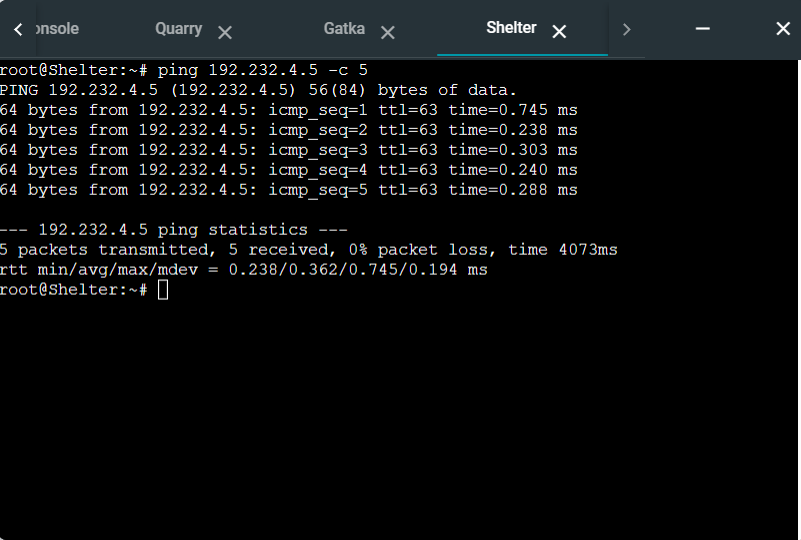 onsole Quarry Gatka Shelter
root@Shelter:~# ping 192.232.4.5 -c 5
PING 192.232.4.5 (192.232.4.5) 56(84) bytes of data.
64 bytes from 192.232.4.5: icmp_seq=1 ttl=63 time=0.745 ms
64 bytes from 192.232.4.5: icmp_seq=2 ttl=63 time=0.238 ms
64 bytes from 192.232.4.5: icmp_seq=3 ttl=63 time=0.303 ms
64 bytes from 192.232.4.5: icmp_seq=4 ttl=63 time=0.240 ms
64 bytes from 192.232.4.5: icmp_seq=5 ttl=63 time=0.288 ms
--- 192.232.4.5 ping statistics ---
5 packets transmitted, 5 received, 0% packet loss, time 4073ms
rtt min/avg/max/mdev = 0.238/0.362/0.745/0.194 ms
root@Shelter:~#